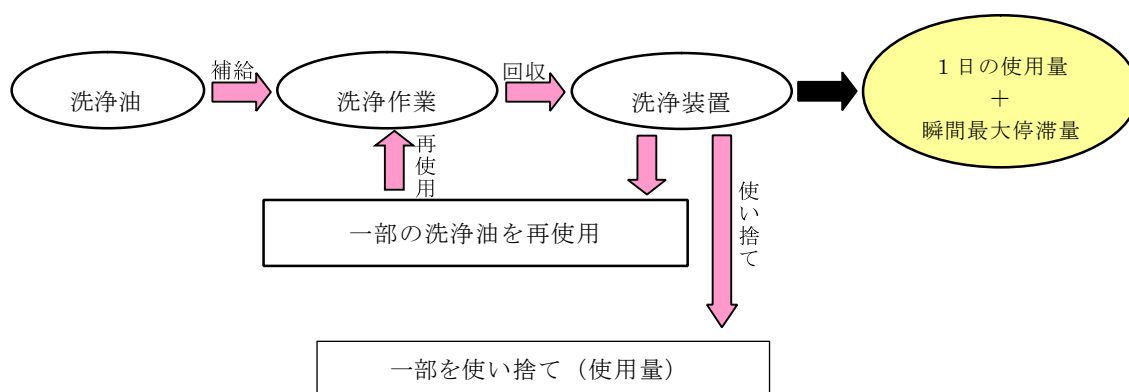 洗浄油
補給
洗浄作業
回収
洗浄装置
１日の使用量
＋
瞬間最大停滞量
再使用
一部の洗浄油を再使用
使い捨て
一部を使い捨て（使用量）